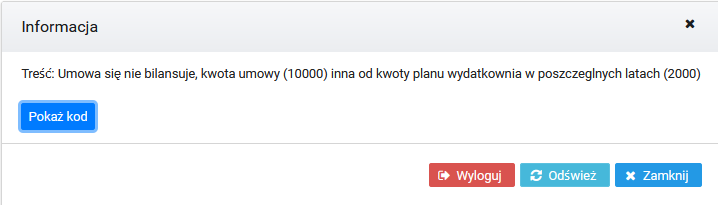 Informacja
Treść: Umowa się nie bilansuje, kwota umowy (10000) inna od kwoty planu wydatkownia w poszczeglnych latach (2000)
Pokaż kod
Wyloguj Odśwież Zamknij